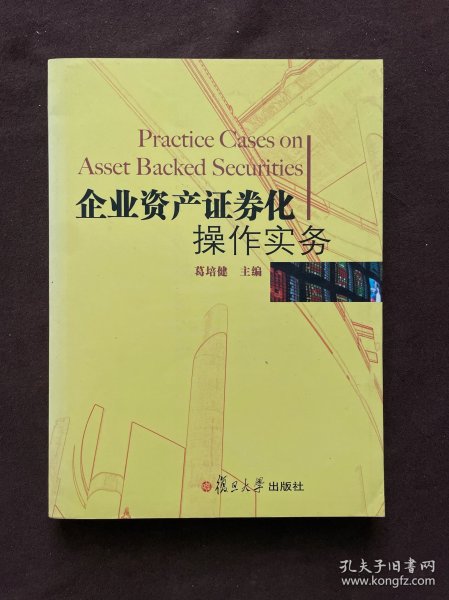 Practice Cases on
Asset Backed Securities
企业资产证券化
操作实务
葛培健 主编
復旦大學 出版社
孔夫子旧书网
www.kongfz.com